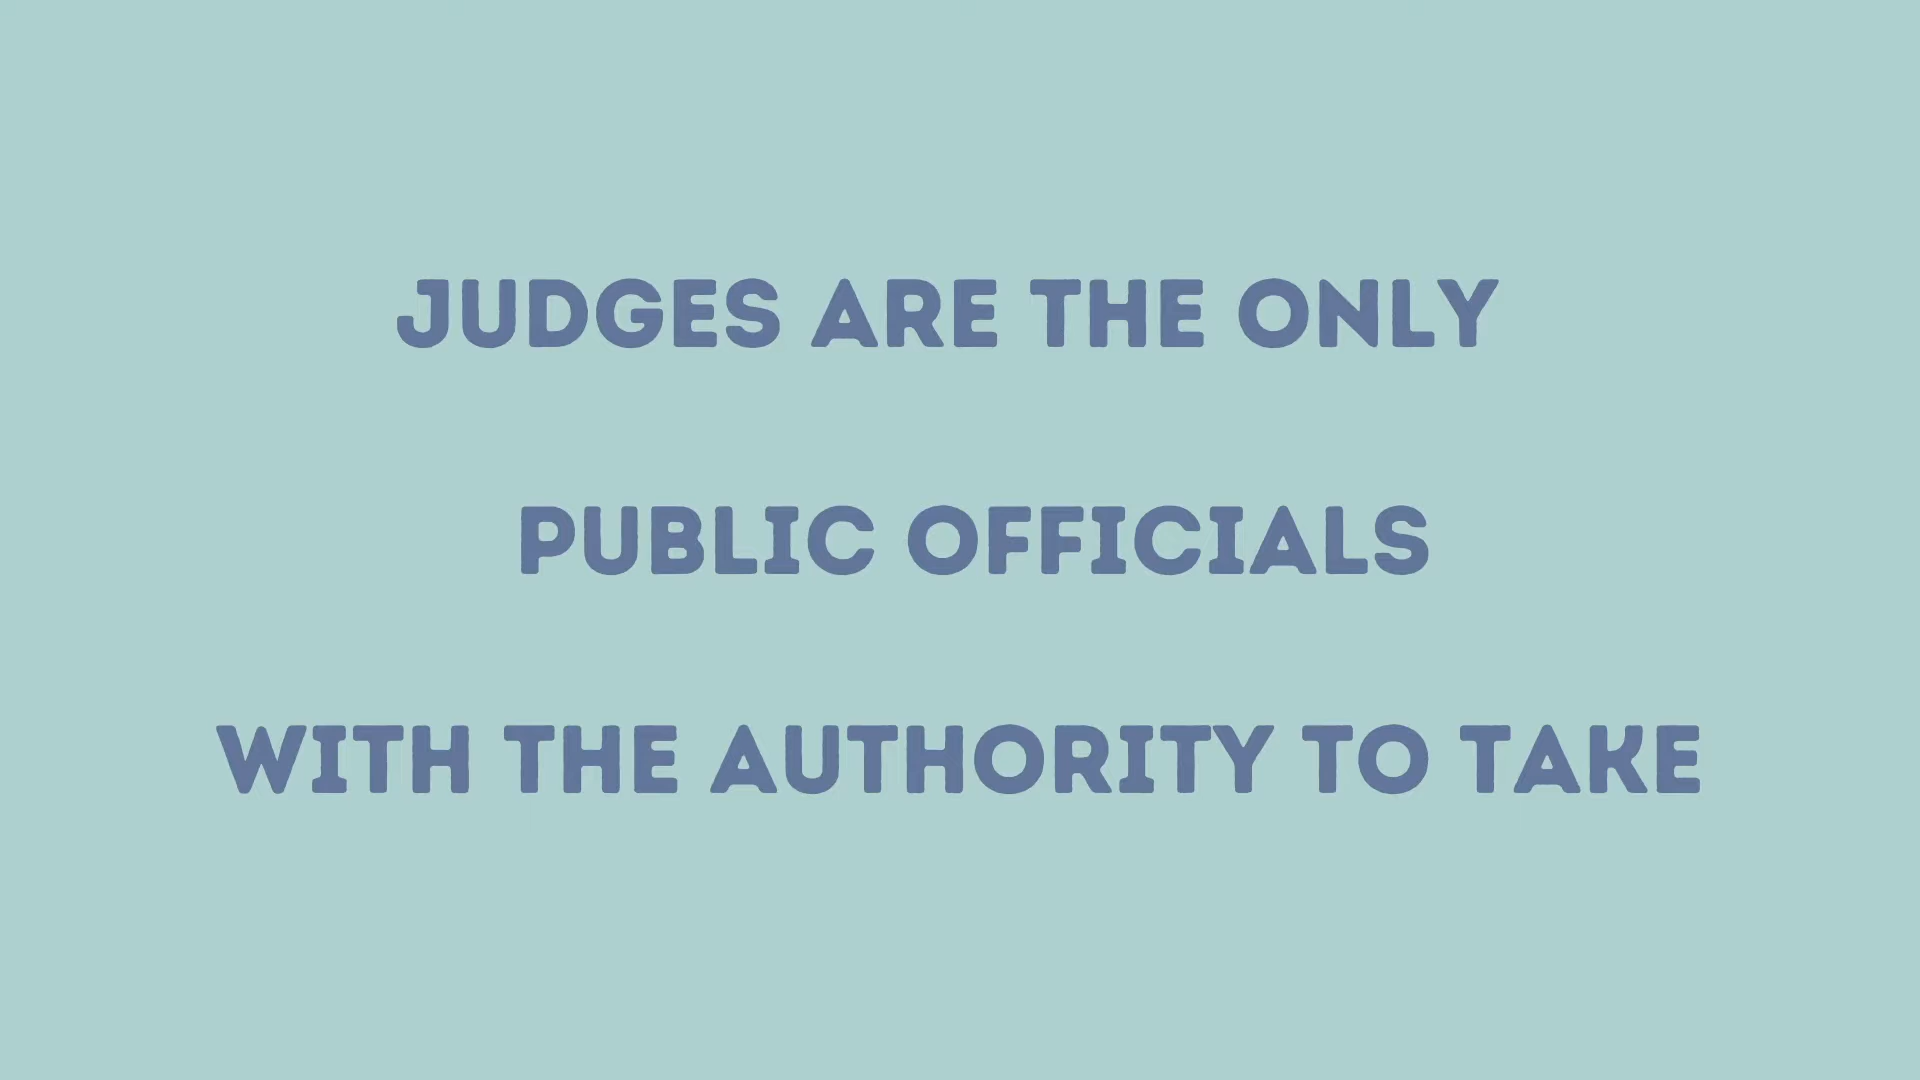 JUDGES ARE THE ONLY
PUBLIC OFFICIALS
WITH THE AUTHORITY TO TAKE